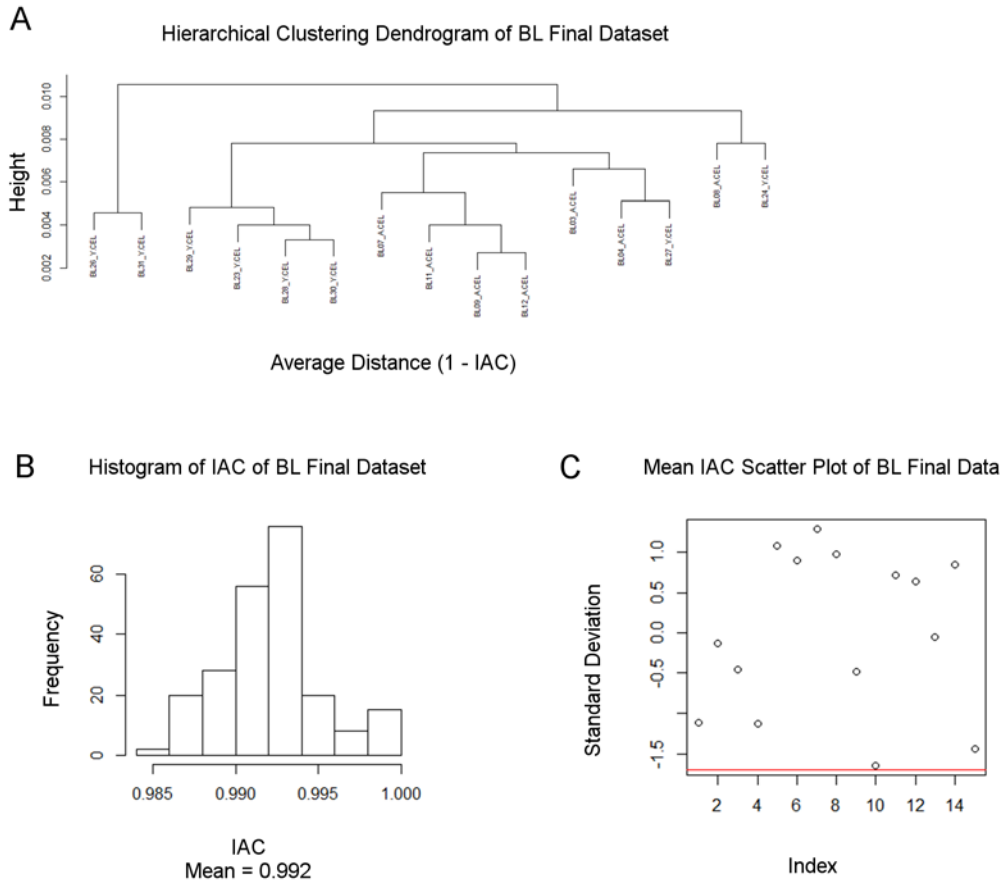 A
Hierarchical Clustering Dendrogram of BL Final Dataset
Height
0.010
0.008
0.006
0.004
0.002
BL26_Y.CEL
BL31_Y.CEL
BL29_Y.CEL
BL23_Y.CEL
BL28_Y.CEL
BL30_Y.CEL
BL07_A.CEL
BL11_A.CEL
BL09_A.CEL
BL12_A.CEL
BL03_A.CEL
BL04_A.CEL
BL27_Y.CEL
BL08_A.CEL
BL24_Y.CEL
Average Distance (1 - IAC)
B
Histogram of IAC of BL Final Dataset
Frequency
60
40
20
0
0.985 0.990 0.995 1.000
IAC
Mean = 0.992
C
Mean IAC Scatter Plot of BL Final Data
Standard Deviation
1.0
0.5
0.0
-0.5
-1.5
2 4 6 8 10 12 14
Index